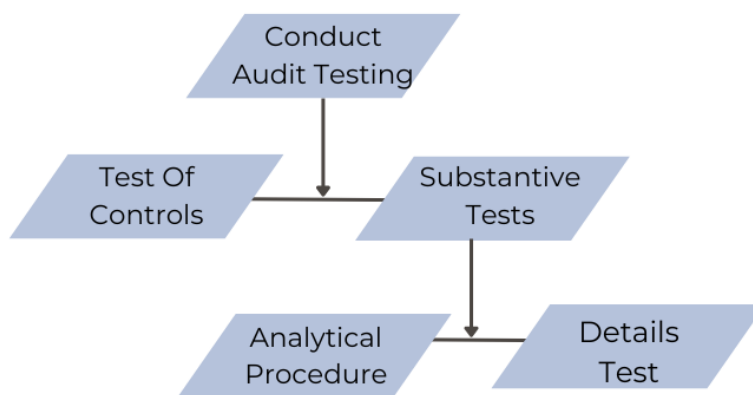 Conduct
Audit Testing
Test Of
Controls
Substantive
Tests
Analytical
Procedure
Details
Test